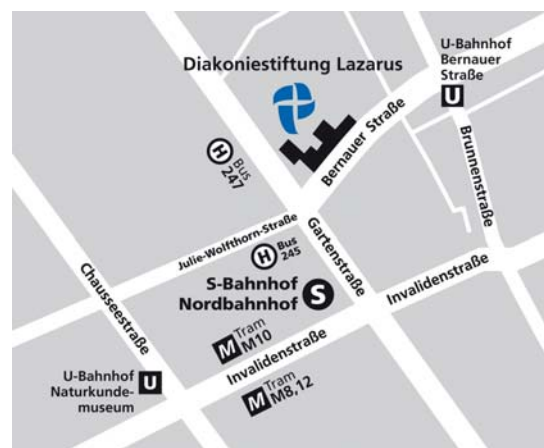 Diakoniestiftung Lazarus
U-Bahnhof
Bernauer
Straße
U
Bernauer Straße
Brunnenstraße
H
Bus
247
Julie-Wolfthorn-Straße
H
Bus
245
Gartenstraße
S-Bahnhof
Nordbahnhof
S
Invalidenstraße
Chausseestraße
M
Tram
M10
Invalidenstraße
M
Tram
M8,12
U-Bahnhof
Naturkunde-
museum
U